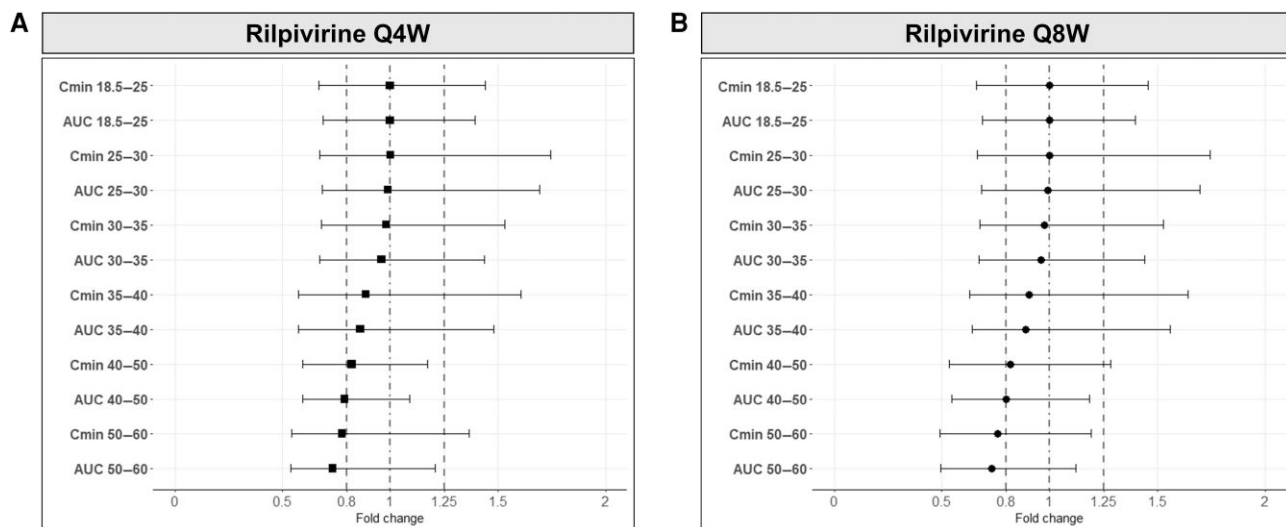 A
Rilpivirine Q4W
Cmin 18.5–25
AUC 18.5–25
Cmin 25–30
AUC 25–30
Cmin 30–35
AUC 30–35
Cmin 35–40
AUC 35–40
Cmin 40–50
AUC 40–50
Cmin 50–60
AUC 50–60
0 0.5 0.8 1 1.25 1.5 2
Fold change
B
Rilpivirine Q8W
Cmin 18.5–25
AUC 18.5–25
Cmin 25–30
AUC 25–30
Cmin 30–35
AUC 30–35
Cmin 35–40
AUC 35–40
Cmin 40–50
AUC 40–50
Cmin 50–60
AUC 50–60
0 0.5 0.8 1 1.25 1.5 2
Fold change